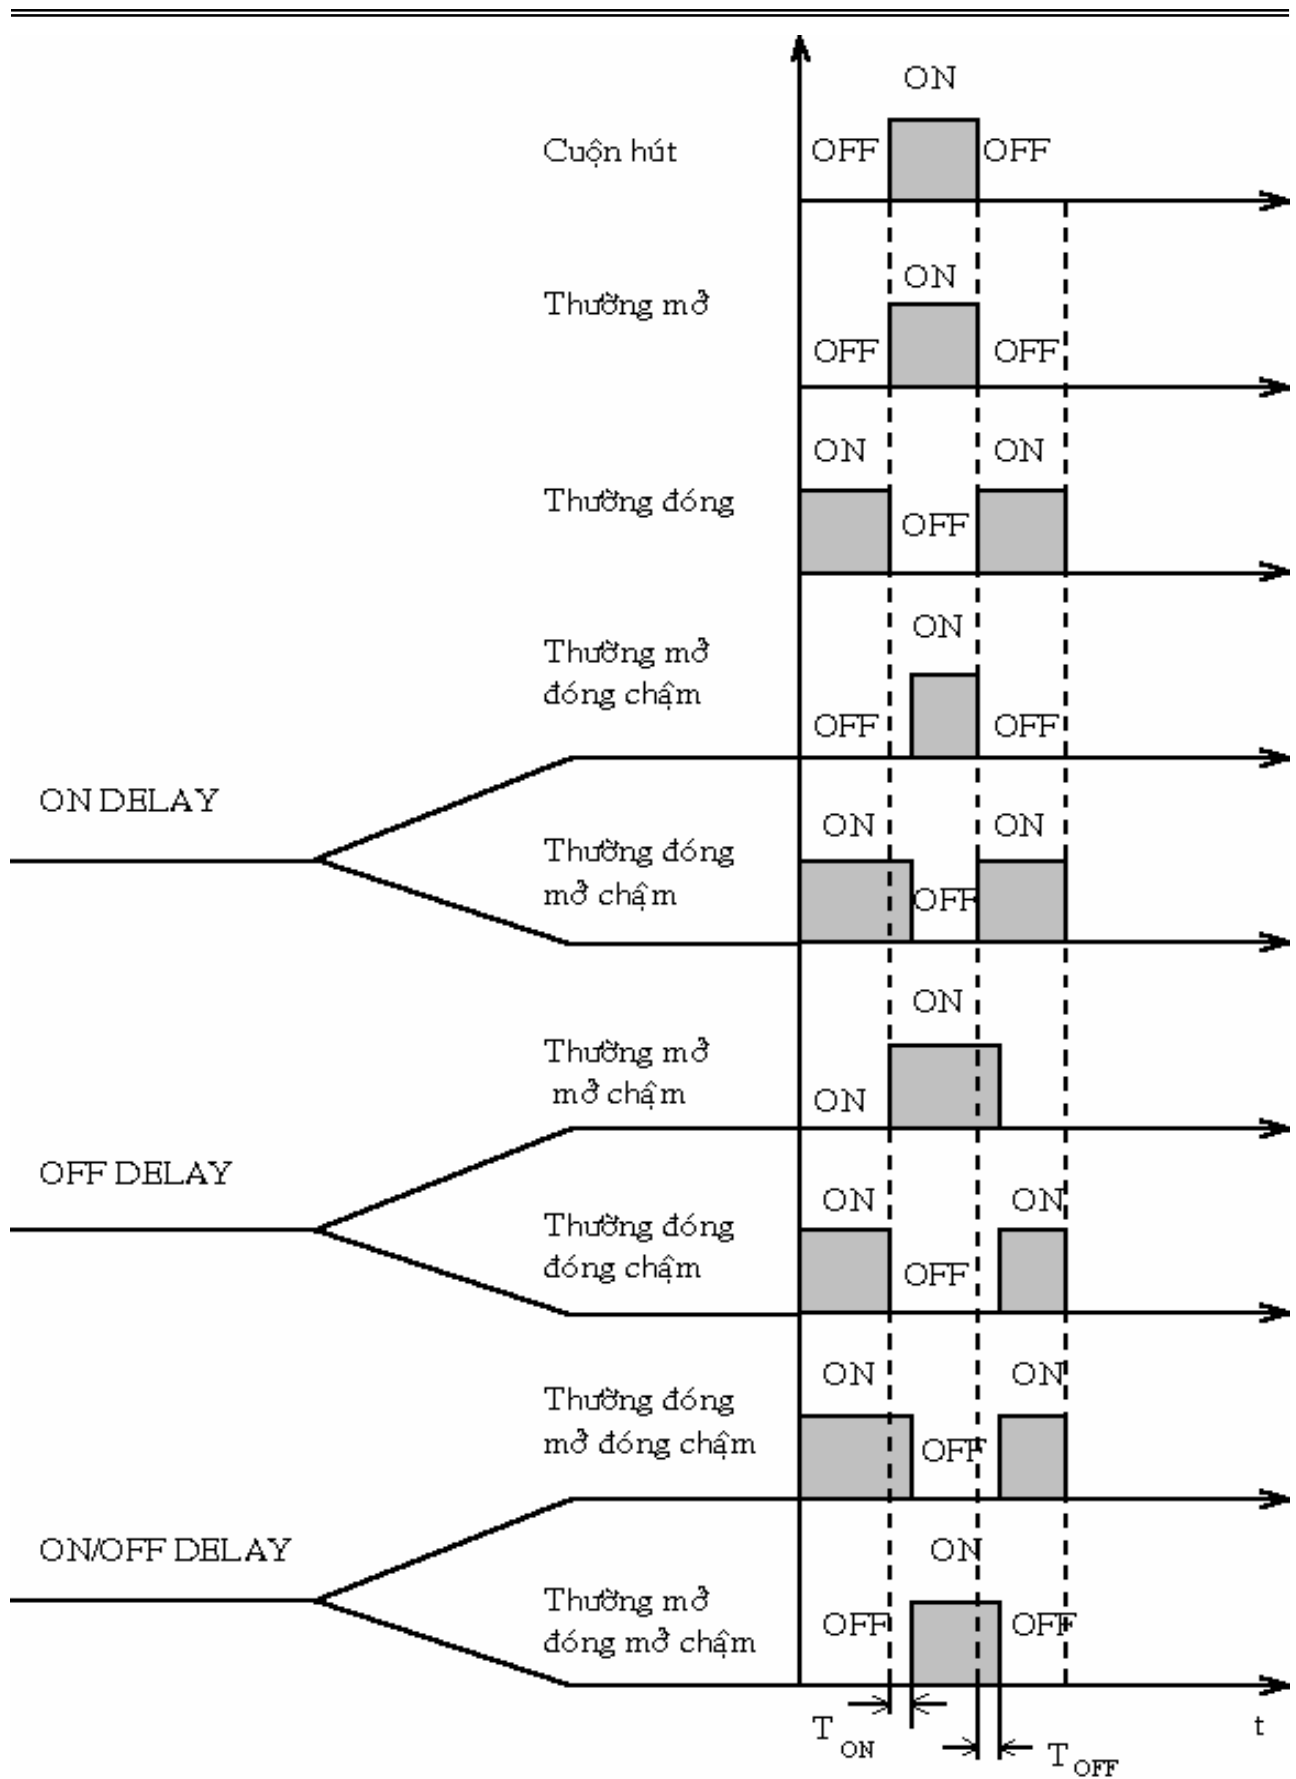 ON
Cuộn hút
OFF
OFF
ON
Thường mở
OFF
OFF
ON
ON
Thường đóng
OFF
ON
Thường mở
đóng chậm
OFF
OFF
ON DELAY
ON
ON
Thường đóng
mở chậm
OFF
ON
Thường mở
mở chậm
ON
OFF DELAY
ON
ON
Thường đóng
đóng chậm
OFF
ON
ON
Thường đóng
mở đóng chậm
OFF
ON/OFF DELAY
ON
Thường mở
đóng mở chậm
OFF
OFF
T ON
t
T OFF